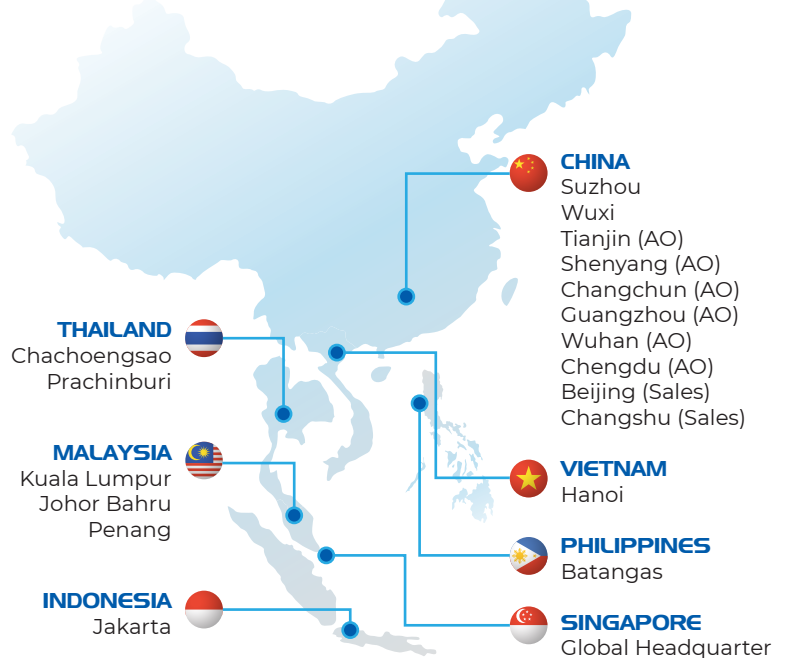 CHINA
Suzhou
Wuxi
Tianjin (AO)
Shenyang (AO)
Changchun (AO)
Guangzhou (AO)
Wuhan (AO)
Chengdu (AO)
Beijing (Sales)
Changshu (Sales)
THAILAND
Chachoengsao
Prachinburi
MALAYSIA
Kuala Lumpur
Johor Bahru
Penang
INDONESIA
Jakarta
VIETNAM
Hanoi
PHILIPPINES
Batangas
SINGAPORE
Global Headquarter